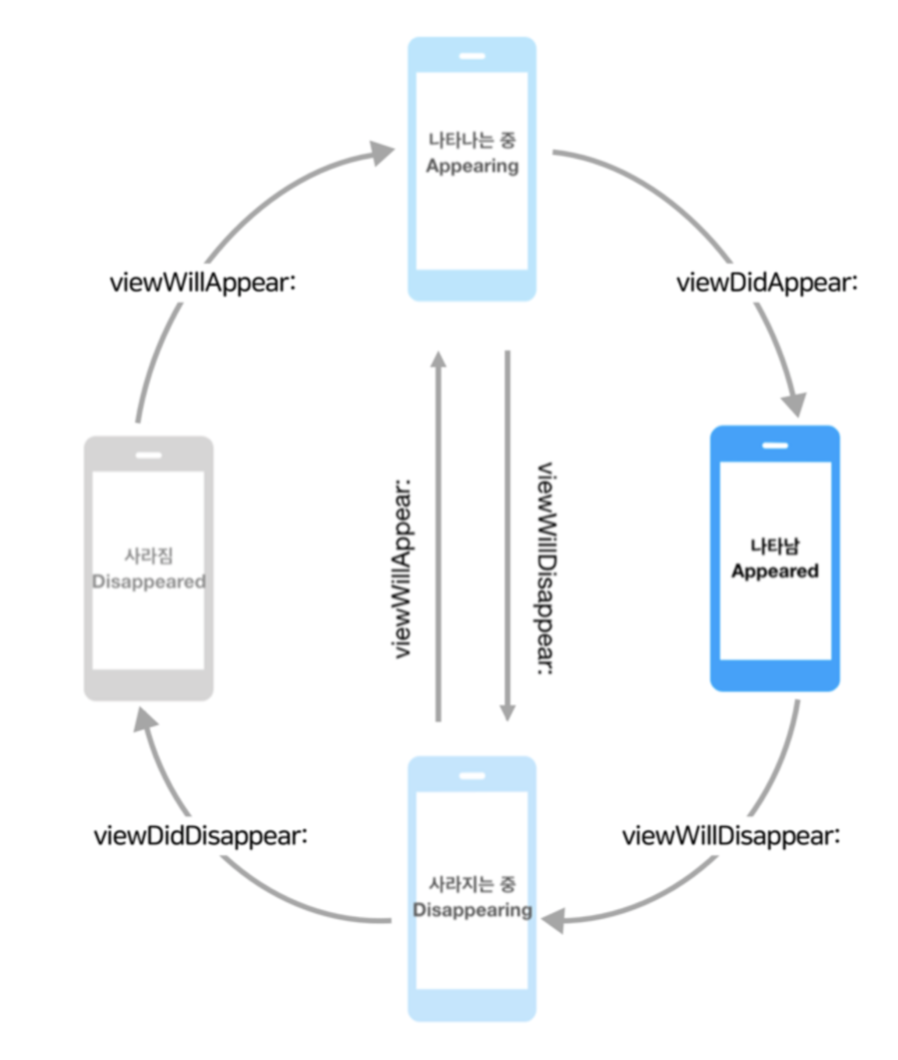 나타나는 중
Appearing
viewWillAppear:
viewDidAppear:
사라짐
Disappeared
viewWillAppear:
viewWillDisappear:
나타남
Appeared
viewDidDisappear:
viewWillDisappear:
사라지는 중
Disappearing